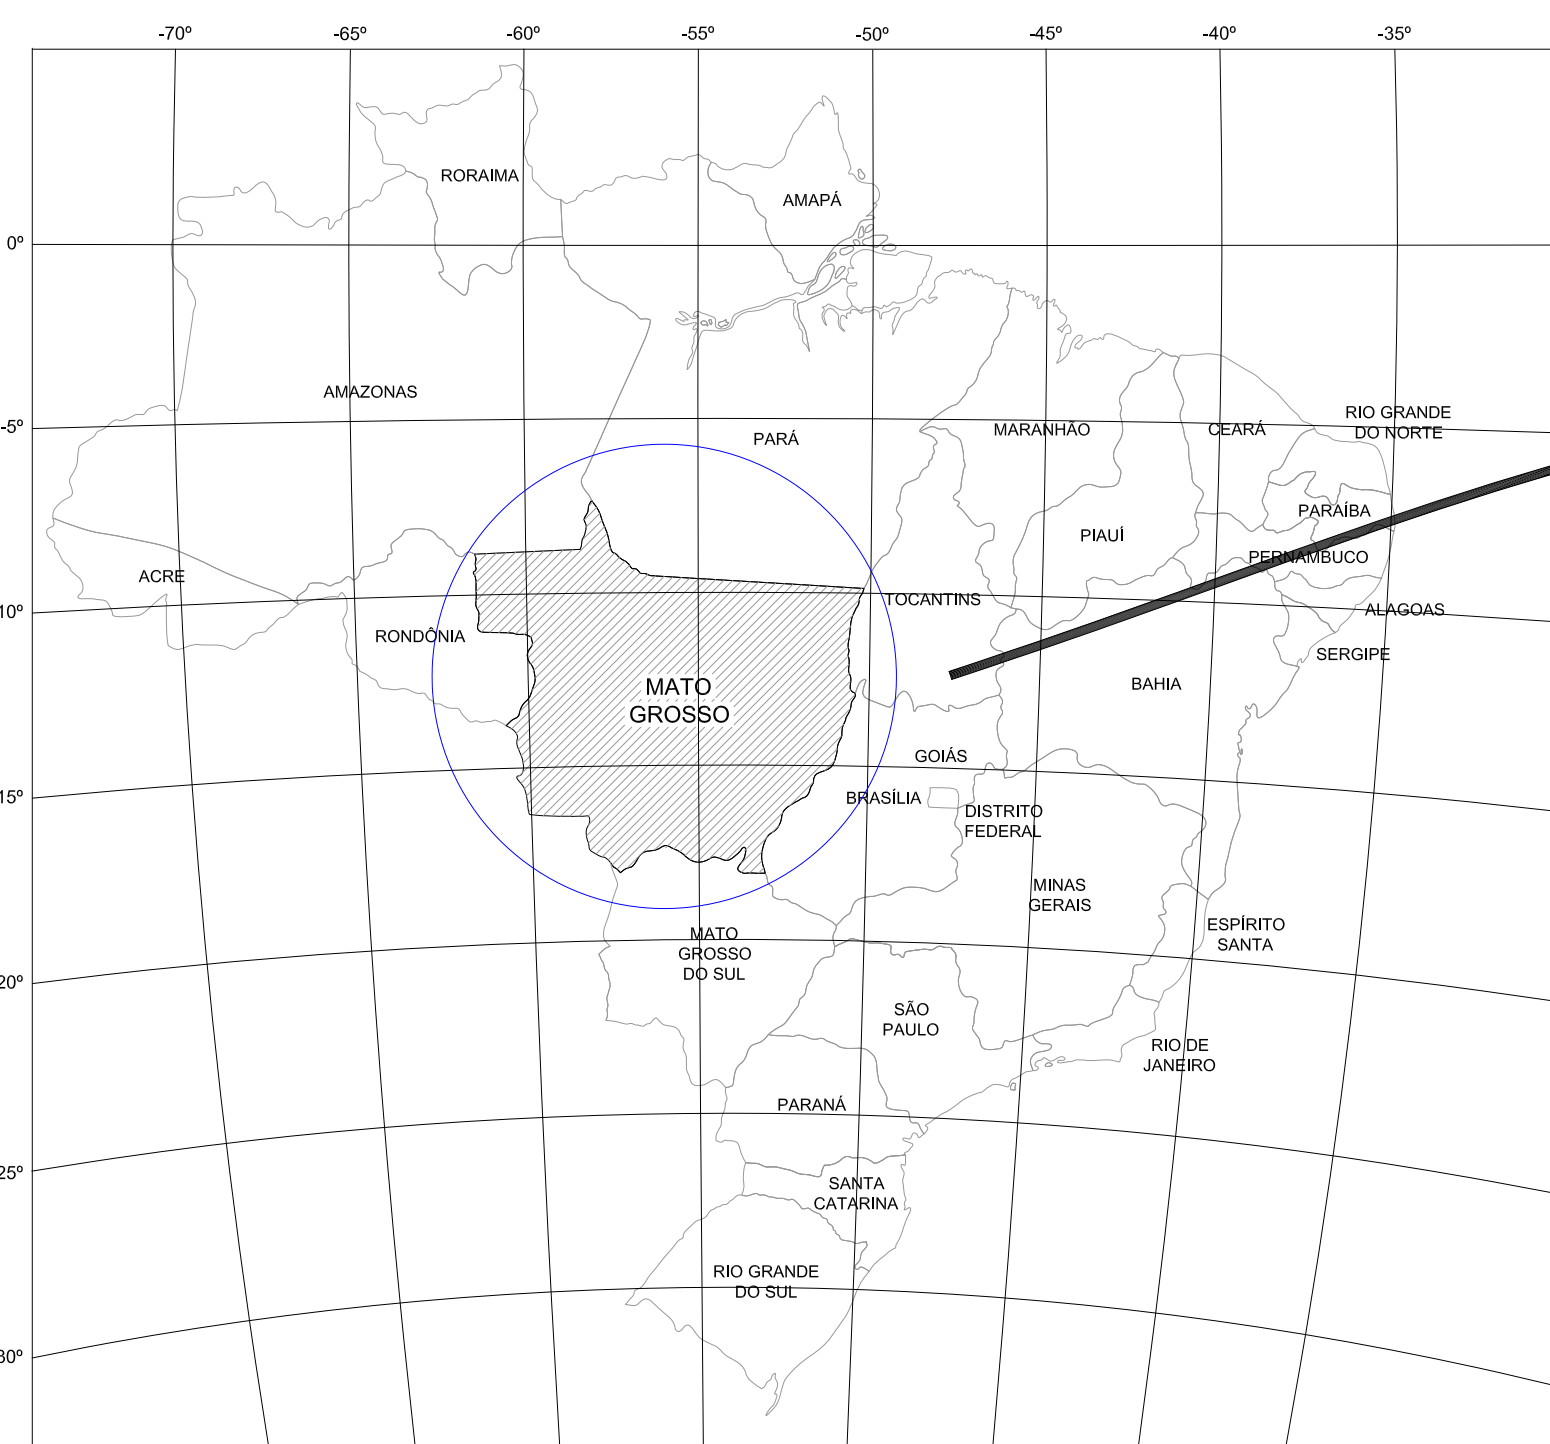 -70º -65º -60º -55º -50º -45º -40º -35º
RORAIMA
AMAPÁ
0º
AMAZONAS
-5º
PARÁ
MARANHÃO
CEARÁ
RIO GRANDE
DO NORTE
PARAÍBA
PIAUÍ
PERNAMBUCO
ACRE
TOCANTINS
10º
ALAGOAS
RONDÔNIA
SERGIPE
MATO
GROSSO
BAHIA
GOIÁS
15º
BRASÍLIA
DISTRITO
FEDERAL
MINAS
GERAIS
ESPÍRITO
SANTA
MATO
GROSSO
DO SUL
20º
SÃO
PAULO
RIO DE
JANEIRO
PARANÁ
25º
SANTA
CATARINA
RIO GRANDE
DO SUL
30º